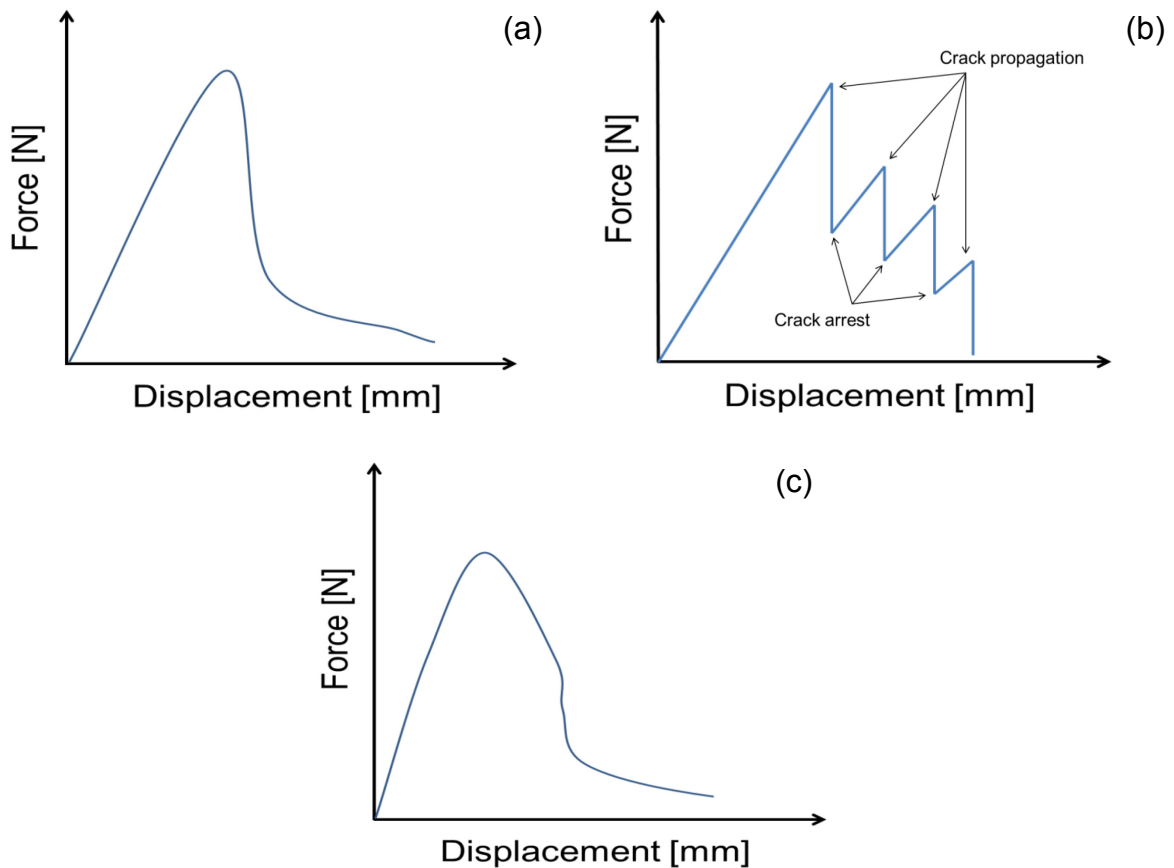 (a)
Force [N]
Displacement [mm]
(b)
Crack propagation
Force [N]
Crack arrest
Displacement [mm]
(c)
Force [N]
Displacement [mm]